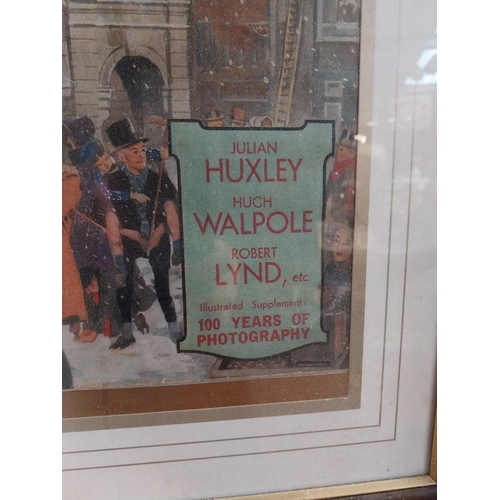 JULIAN
HUXLEY
HUGH
WALPOLE
ROBERT
LYND, etc.
Illustrated Supplement:
100 YEARS OF
PHOTOGRAPHY